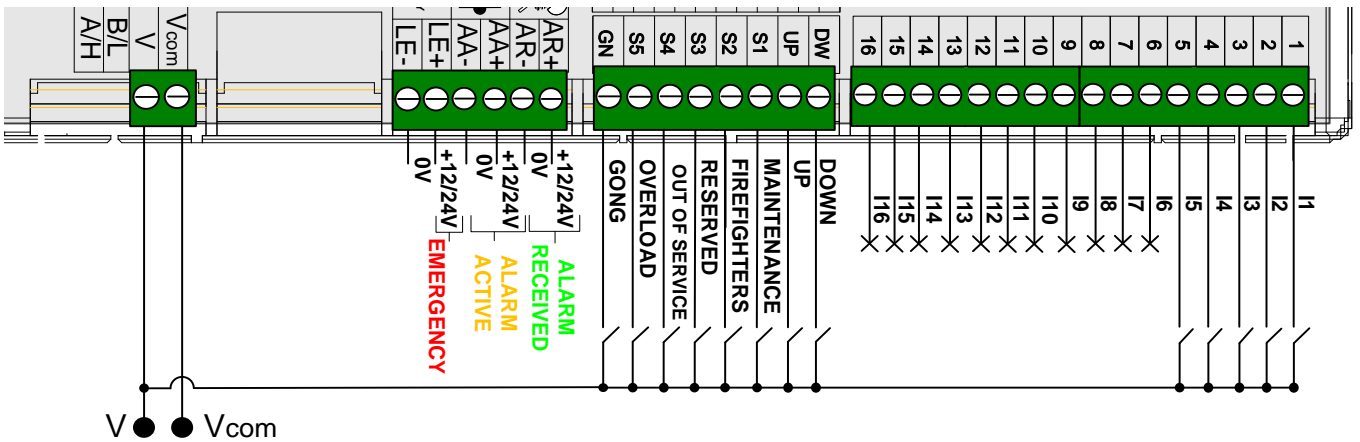 A/H
B/L
V
Vcom
LE-
LE+
AA-
AA+
AR-
AR+
GN
S5
S4
S3
S2
S1
UP
DW
16
15
14
13
12
11
10
9
8
7
6
5
4
3
2
1
0V
+12/24V
0V
+12/24V
0V
+12/24V
EMERGENCY
ALARM
ACTIVE
ALARM
RECEIVED
GONG
OVERLOAD
OUT OF SERVICE
RESERVED
FIREFIGHTERS
MAINTENANCE
UP
DOWN
I16
I15
I14
I13
I12
I11
I10
I9
I8
I7
I6
I5
I4
I3
I2
I1
V
Vcom